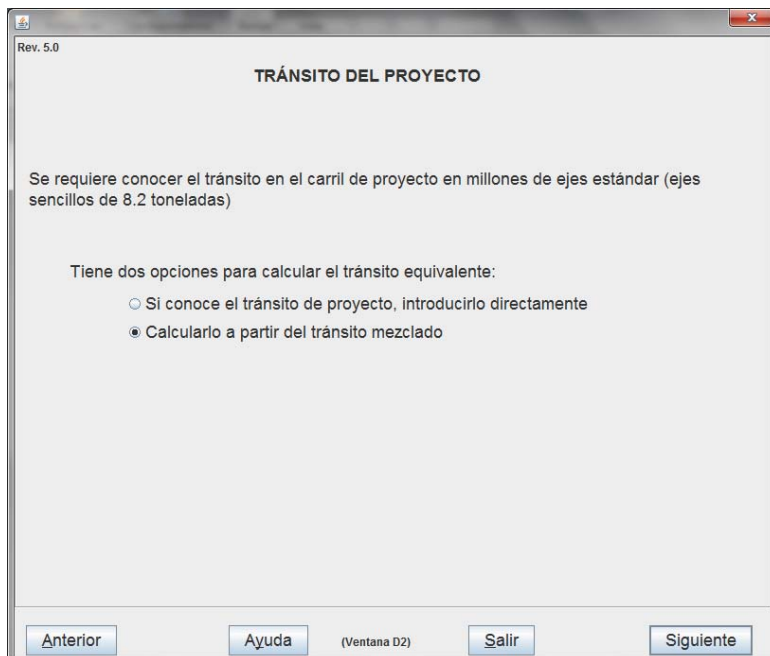 Rev. 5.0
TRÁNSITO DEL PROYECTO
Se requiere conocer el tránsito en el carril de proyecto en millones de ejes estándar (ejes
sencillos de 8.2 toneladas)
Tiene dos opciones para calcular el tránsito equivalente:
Si conoce el tránsito de proyecto, introducirlo directamente
Calcularlo a partir del tránsito mezclado
Anterior Ayuda (Ventana D2) Salir Siguiente